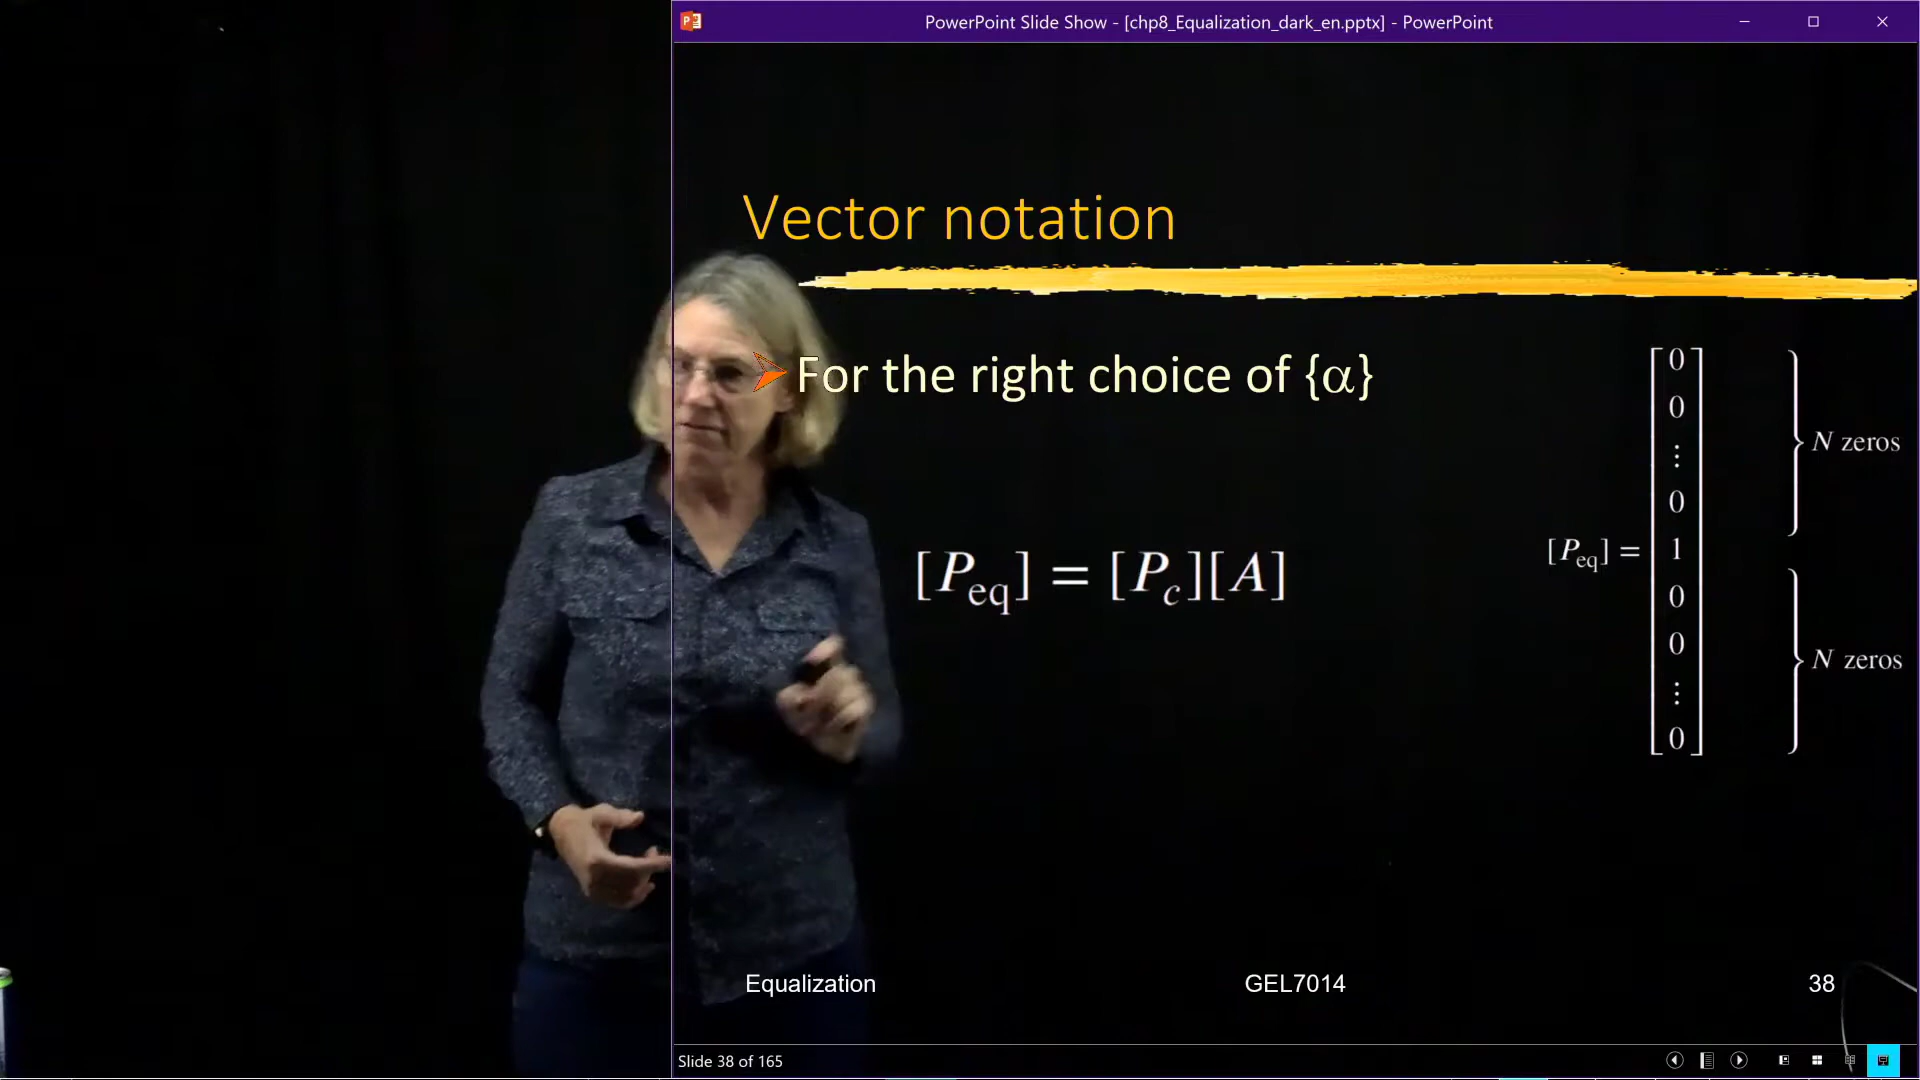 PowerPoint Slide Show - [chp8_Equalization_dark_en.pptx] - PowerPoint
Vector notation
For the right choice of {α}
[P_eq] = [P_c][A]
[P_eq] =
0
0
⋮
0
1
0
0
⋮
0
N zeros
N zeros
Equalization
GEL7014
38
Slide 38 of 165